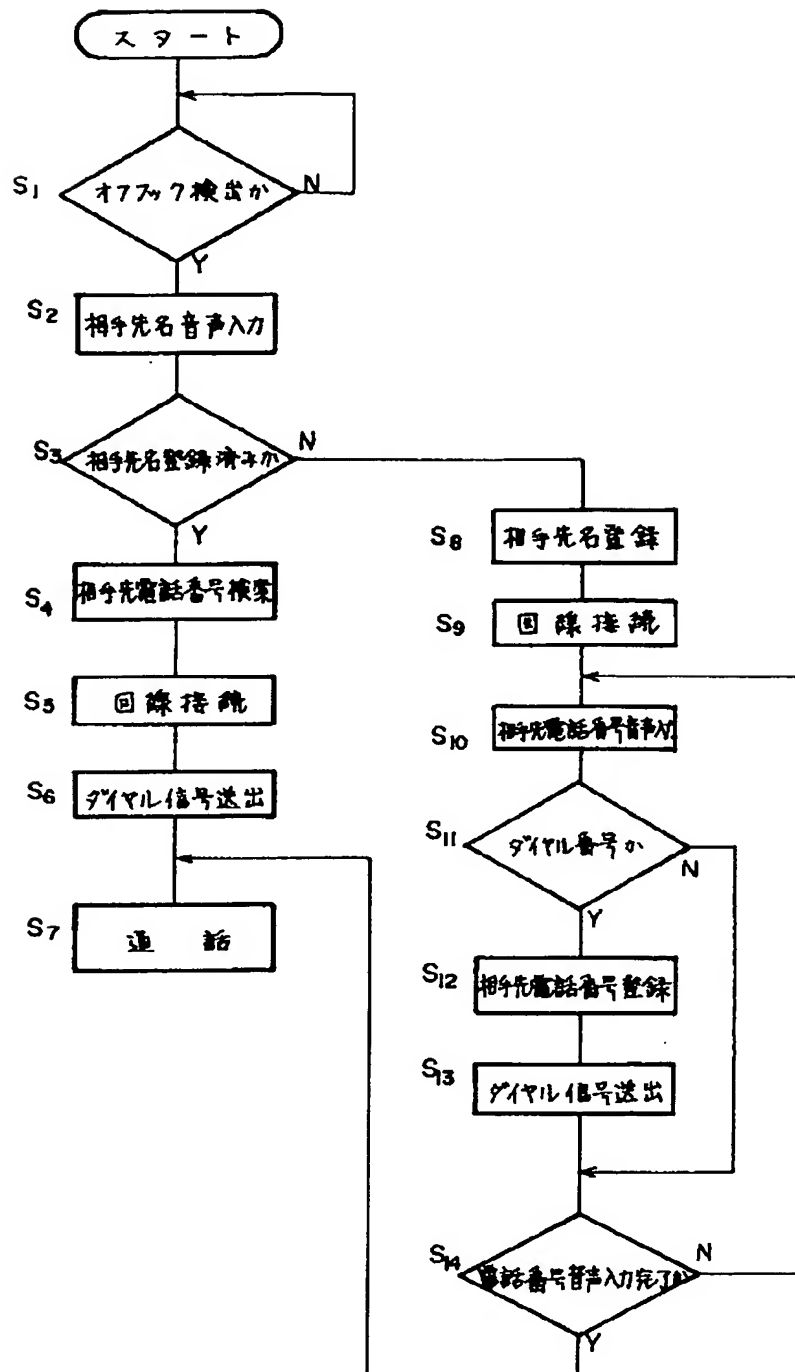 スタート
S1 オフフック検出か N
Y
S2 相手先名音声入力
S3 相手先名登録済みか N
Y
S4 相手先電話番号検索
S5 回線接続
S6 ダイヤル信号送出
S7 通話
S8 相手先名登録
S9 回線接続
S10 相手先電話番号音声入力
S11 ダイヤル番号か N
Y
S12 相手先電話番号登録
S13 ダイヤル信号送出
S14 電話番号音声入力完了か N
Y